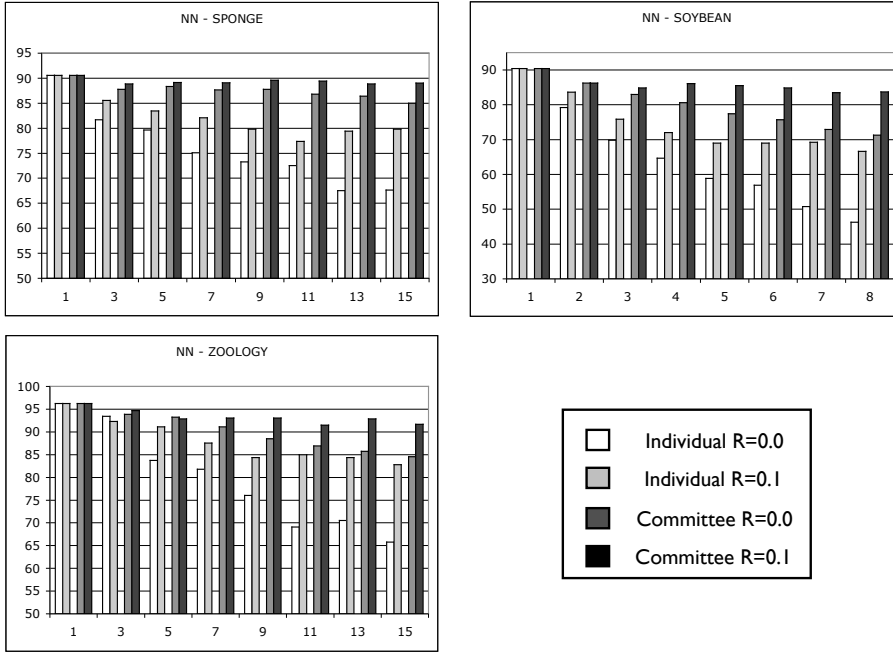 NN - SPONGE
95
90
85
80
75
70
65
60
55
50
1 3 5 7 9 11 13 15
NN - SOYBEAN
90
80
70
60
50
40
30
1 2 3 4 5 6 7 8
NN - ZOOLOGY
100
95
90
85
80
75
70
65
60
55
50
1 3 5 7 9 11 13 15
Individual R=0.0
Individual R=0.1
Committee R=0.0
Committee R=0.1